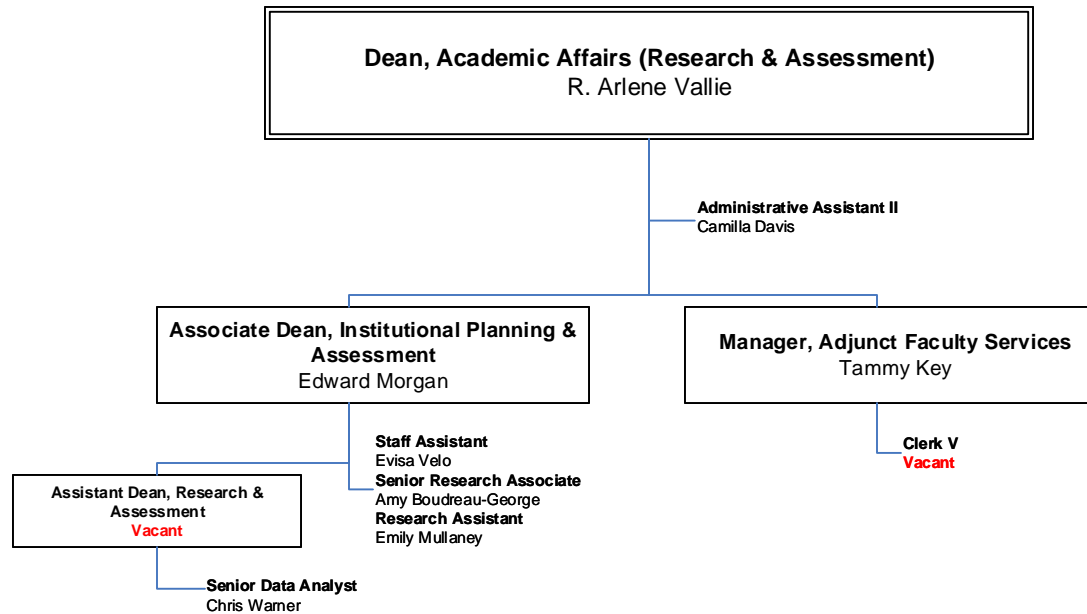 Dean, Academic Affairs (Research & Assessment)
R. Arlene Vallie
Administrative Assistant II
Camilla Davis
Associate Dean, Institutional Planning &
Assessment
Edward Morgan
Manager, Adjunct Faculty Services
Tammy Key
Staff Assistant
Evisa Velo
Senior Research Associate
Amy Boudreau-George
Research Assistant
Emily Mullaney
Clerk V
Vacant
Assistant Dean, Research &
Assessment
Vacant
Senior Data Analyst
Chris Warner